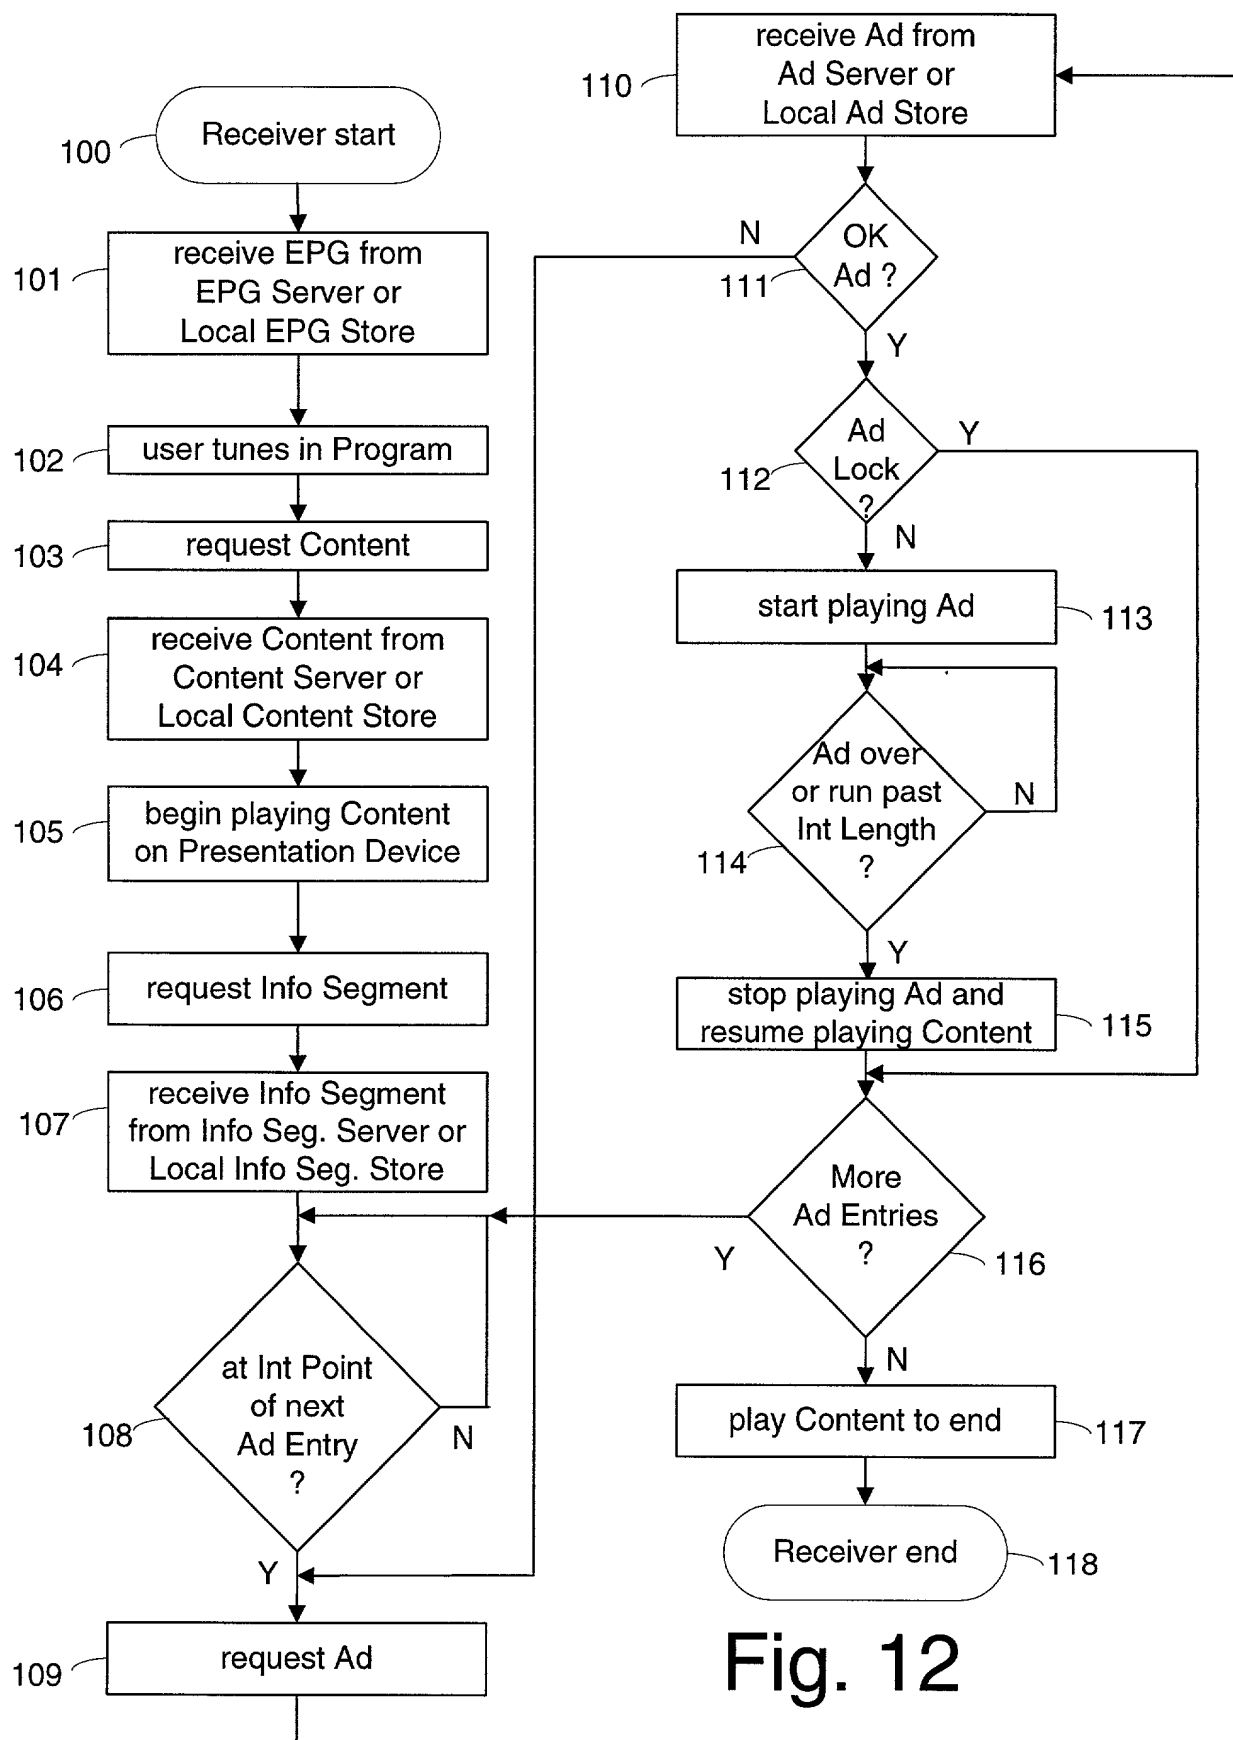 100
Receiver start
101
receive EPG from
EPG Server or
Local EPG Store
102
user tunes in Program
103
request Content
104
receive Content from
Content Server or
Local Content Store
105
begin playing Content
on Presentation Device
106
request Info Segment
107
receive Info Segment
from Info Seg. Server or
Local Info Seg. Store
108
at Int Point
of next
Ad Entry
?
N
Y
109
request Ad
110
receive Ad from
Ad Server or
Local Ad Store
N
OK
Ad ?
111
Y
Ad
Lock
?
112
Y
N
start playing Ad
113
Ad over
or run past
Int Length
?
114
N
Y
stop playing Ad and
resume playing Content
115
More
Ad Entries
?
116
Y
N
play Content to end
117
Receiver end
118
Fig. 12